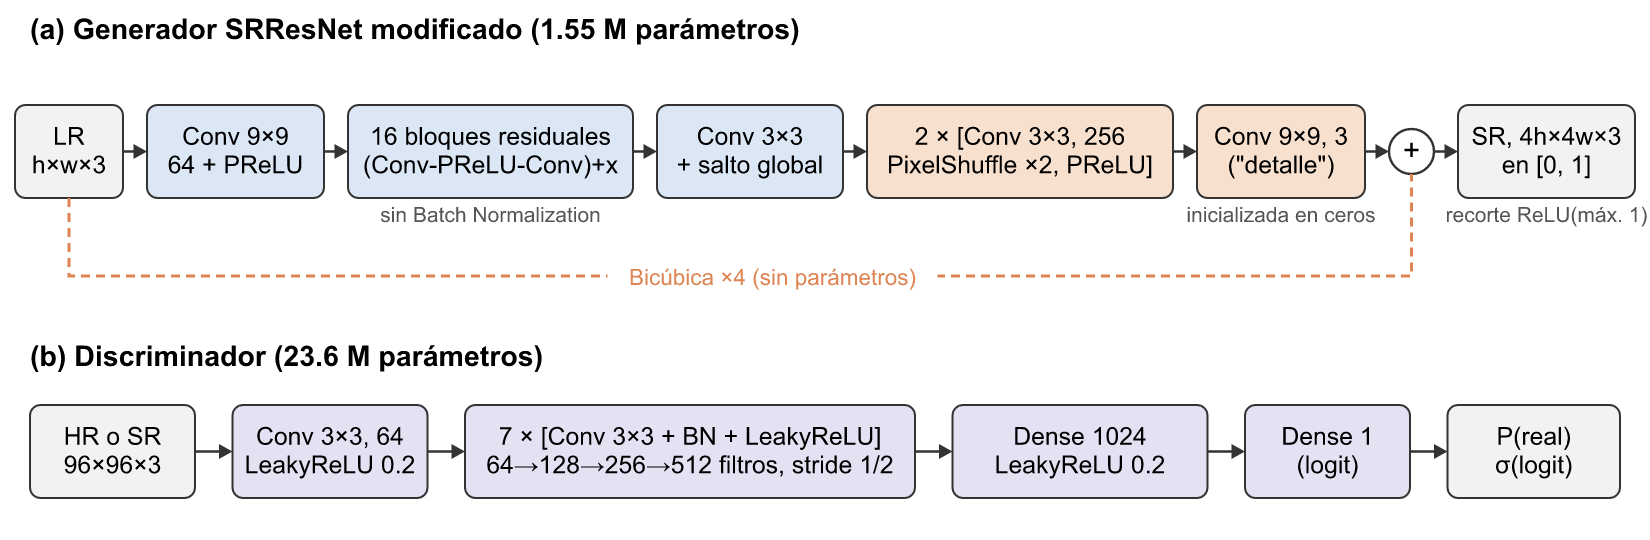 (a) Generador SRResNet modificado (1.55 M parámetros)
LR
h×w×3
Conv 9×9
64 + PReLU
16 bloques residuales
(Conv-PReLU-Conv)+x
sin Batch Normalization
Conv 3×3
+ salto global
2 × [Conv 3×3, 256
PixelShuffle ×2, PReLU]
Conv 9×9, 3
("detalle")
inicializada en ceros
+
SR, 4h×4w×3
en [0, 1]
recorte ReLU(máx. 1)
Bicúbica ×4 (sin parámetros)
(b) Discriminador (23.6 M parámetros)
HR o SR
96×96×3
Conv 3×3, 64
LeakyReLU 0.2
7 × [Conv 3×3 + BN + LeakyReLU]
64→128→256→512 filtros, stride 1/2
Dense 1024
LeakyReLU 0.2
Dense 1
(logit)
P(real)
σ(logit)